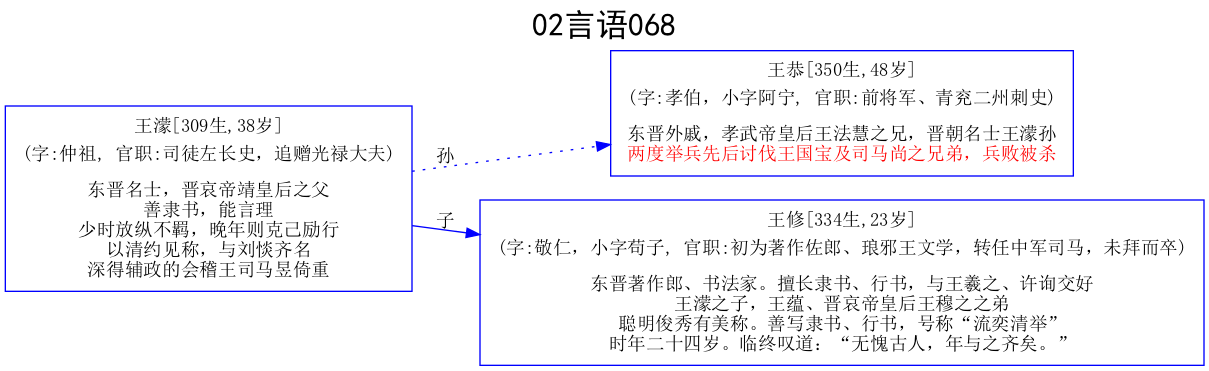 02言语068
王恭[350生,48岁]
(字:孝伯，小字阿宁, 官职:前将军、青兖二州刺史)
东晋外戚，孝武帝皇后王法慧之兄，晋朝名士王濛孙
两度举兵先后讨伐王国宝及司马尚之兄弟，兵败被杀
王濛[309生,38岁]
(字:仲祖, 官职:司徒左长史，追赠光禄大夫)
东晋名士，晋哀帝靖皇后之父
善隶书，能言理
少时放纵不羁，晚年则克己励行
以清约见称，与刘惔齐名
深得辅政的会稽王司马昱倚重
孙
子
王修[334生,23岁]
(字:敬仁，小字苟子, 官职:初为著作佐郎、琅邪王文学，转任中军司马，未拜而卒)
东晋著作郎、书法家。擅长隶书、行书，与王羲之、许询交好
王濛之子，王蕴、晋哀帝皇后王穆之之弟
聪明俊秀有美称。善写隶书、行书，号称“流奕清举”
时年二十四岁。临终叹道：“无愧古人，年与之齐矣。”